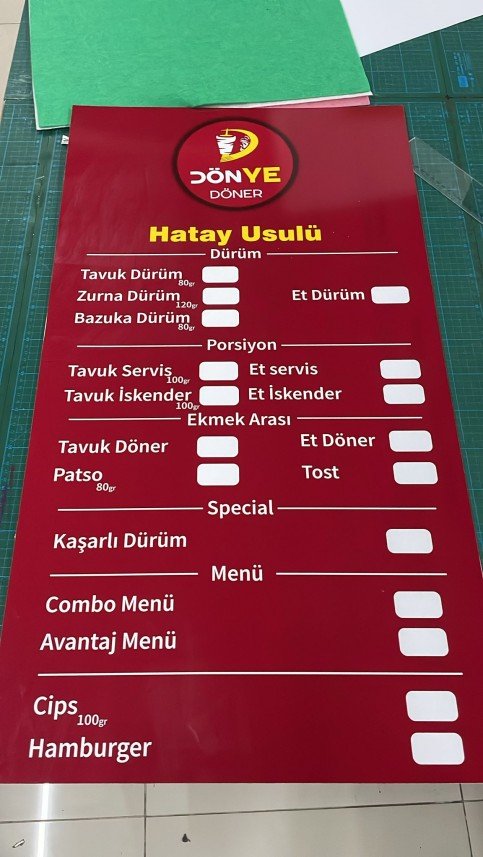 DÖNYE
DÖNER
Hatay Usulü
Dürüm
Tavuk Dürüm 80gr
Zurna Dürüm 120gr Et Dürüm
Bazuka Dürüm 80gr
Porsiyon
Tavuk Servis 100gr Et servis
Tavuk İskender 100gr Et İskender
Ekmek Arası
Tavuk Döner Et Döner
Patso 80gr Tost
Special
Kaşarlı Dürüm
Menü
Combo Menü
Avantaj Menü
Cips 100gr
Hamburger